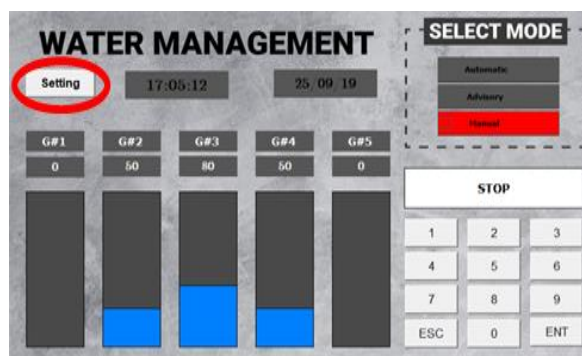 WATER MANAGEMENT
SELECT MODE
Automatic
Advisory
Manual
Setting
17:05:12
25/09/19
G#1 G#2 G#3 G#4 G#5
0 50 80 50 0
STOP
1 2 3
4 5 6
7 8 9
ESC 0 ENT